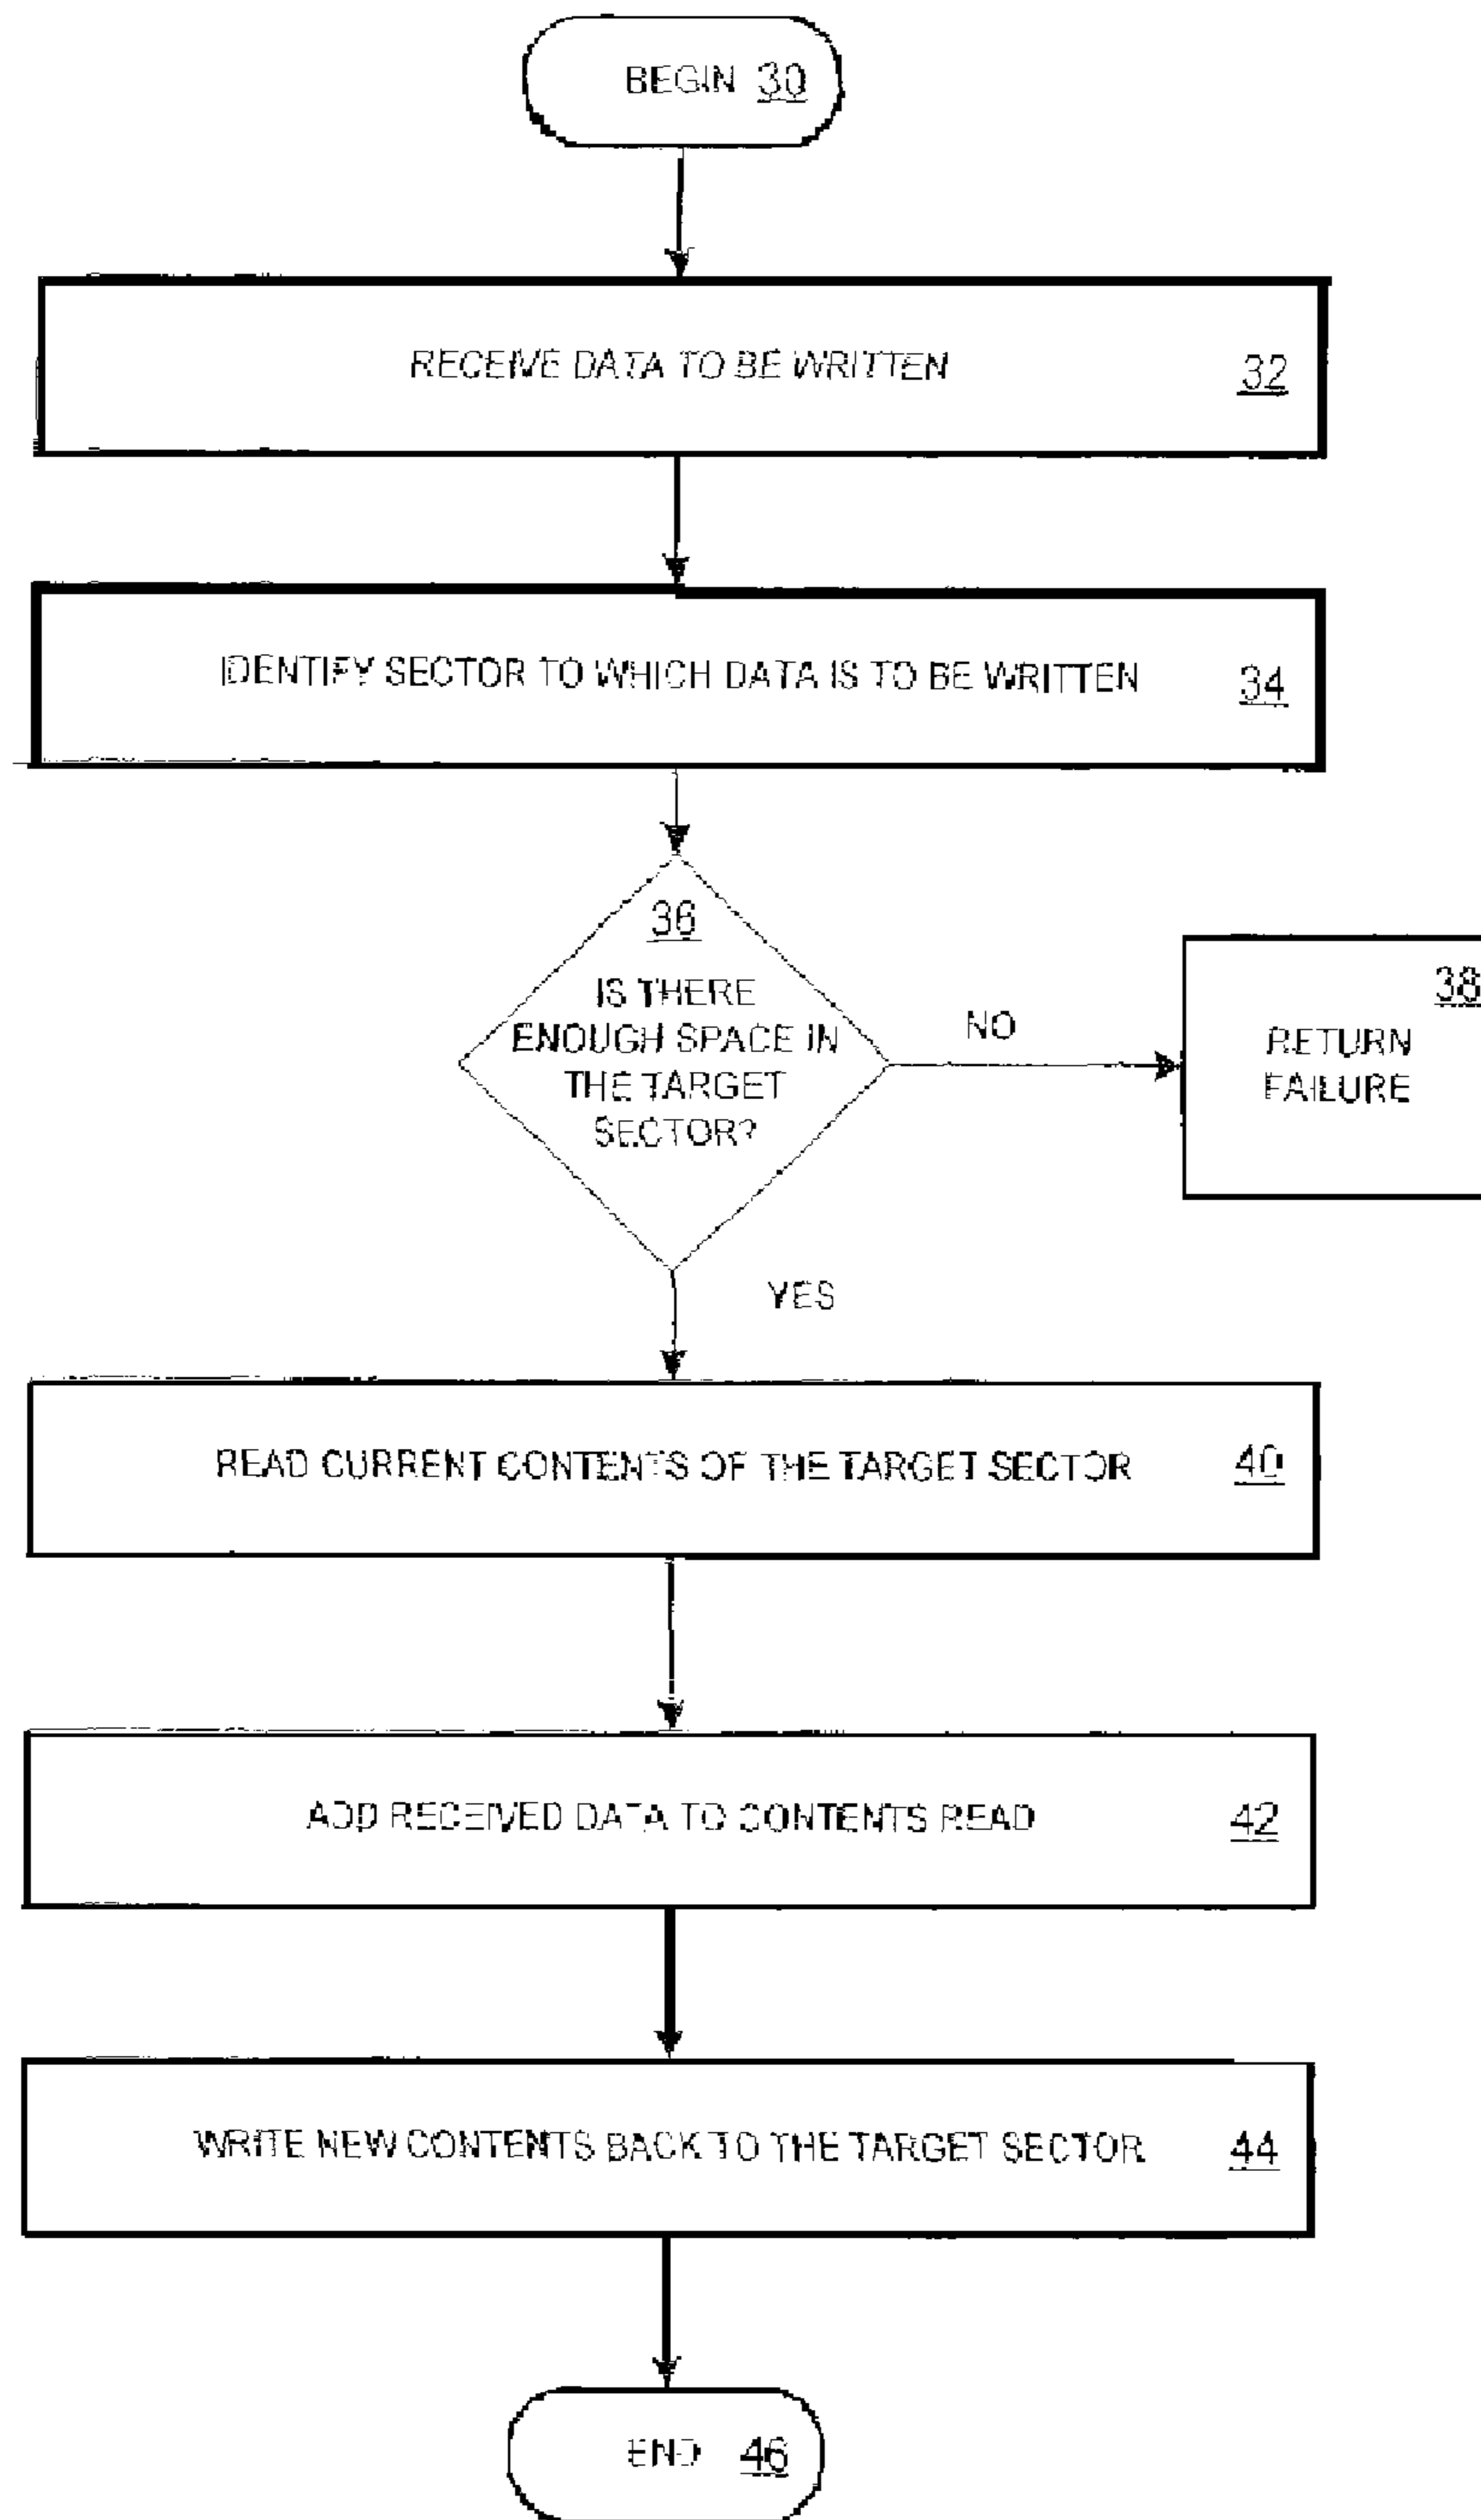 BEGIN 30
RECEIVE DATA TO BE WRITTEN 32
IDENTIFY SECTOR TO WHICH DATA IS TO BE WRITTEN 34
36
IS THERE
ENOUGH SPACE IN
THE TARGET
SECTOR?
NO
38
RETURN
FAILURE
YES
READ CURRENT CONTENTS OF THE TARGET SECTOR 40
ADD RECEIVED DATA TO CONTENTS READ 42
WRITE NEW CONTENTS BACK TO THE TARGET SECTOR 44
END 46